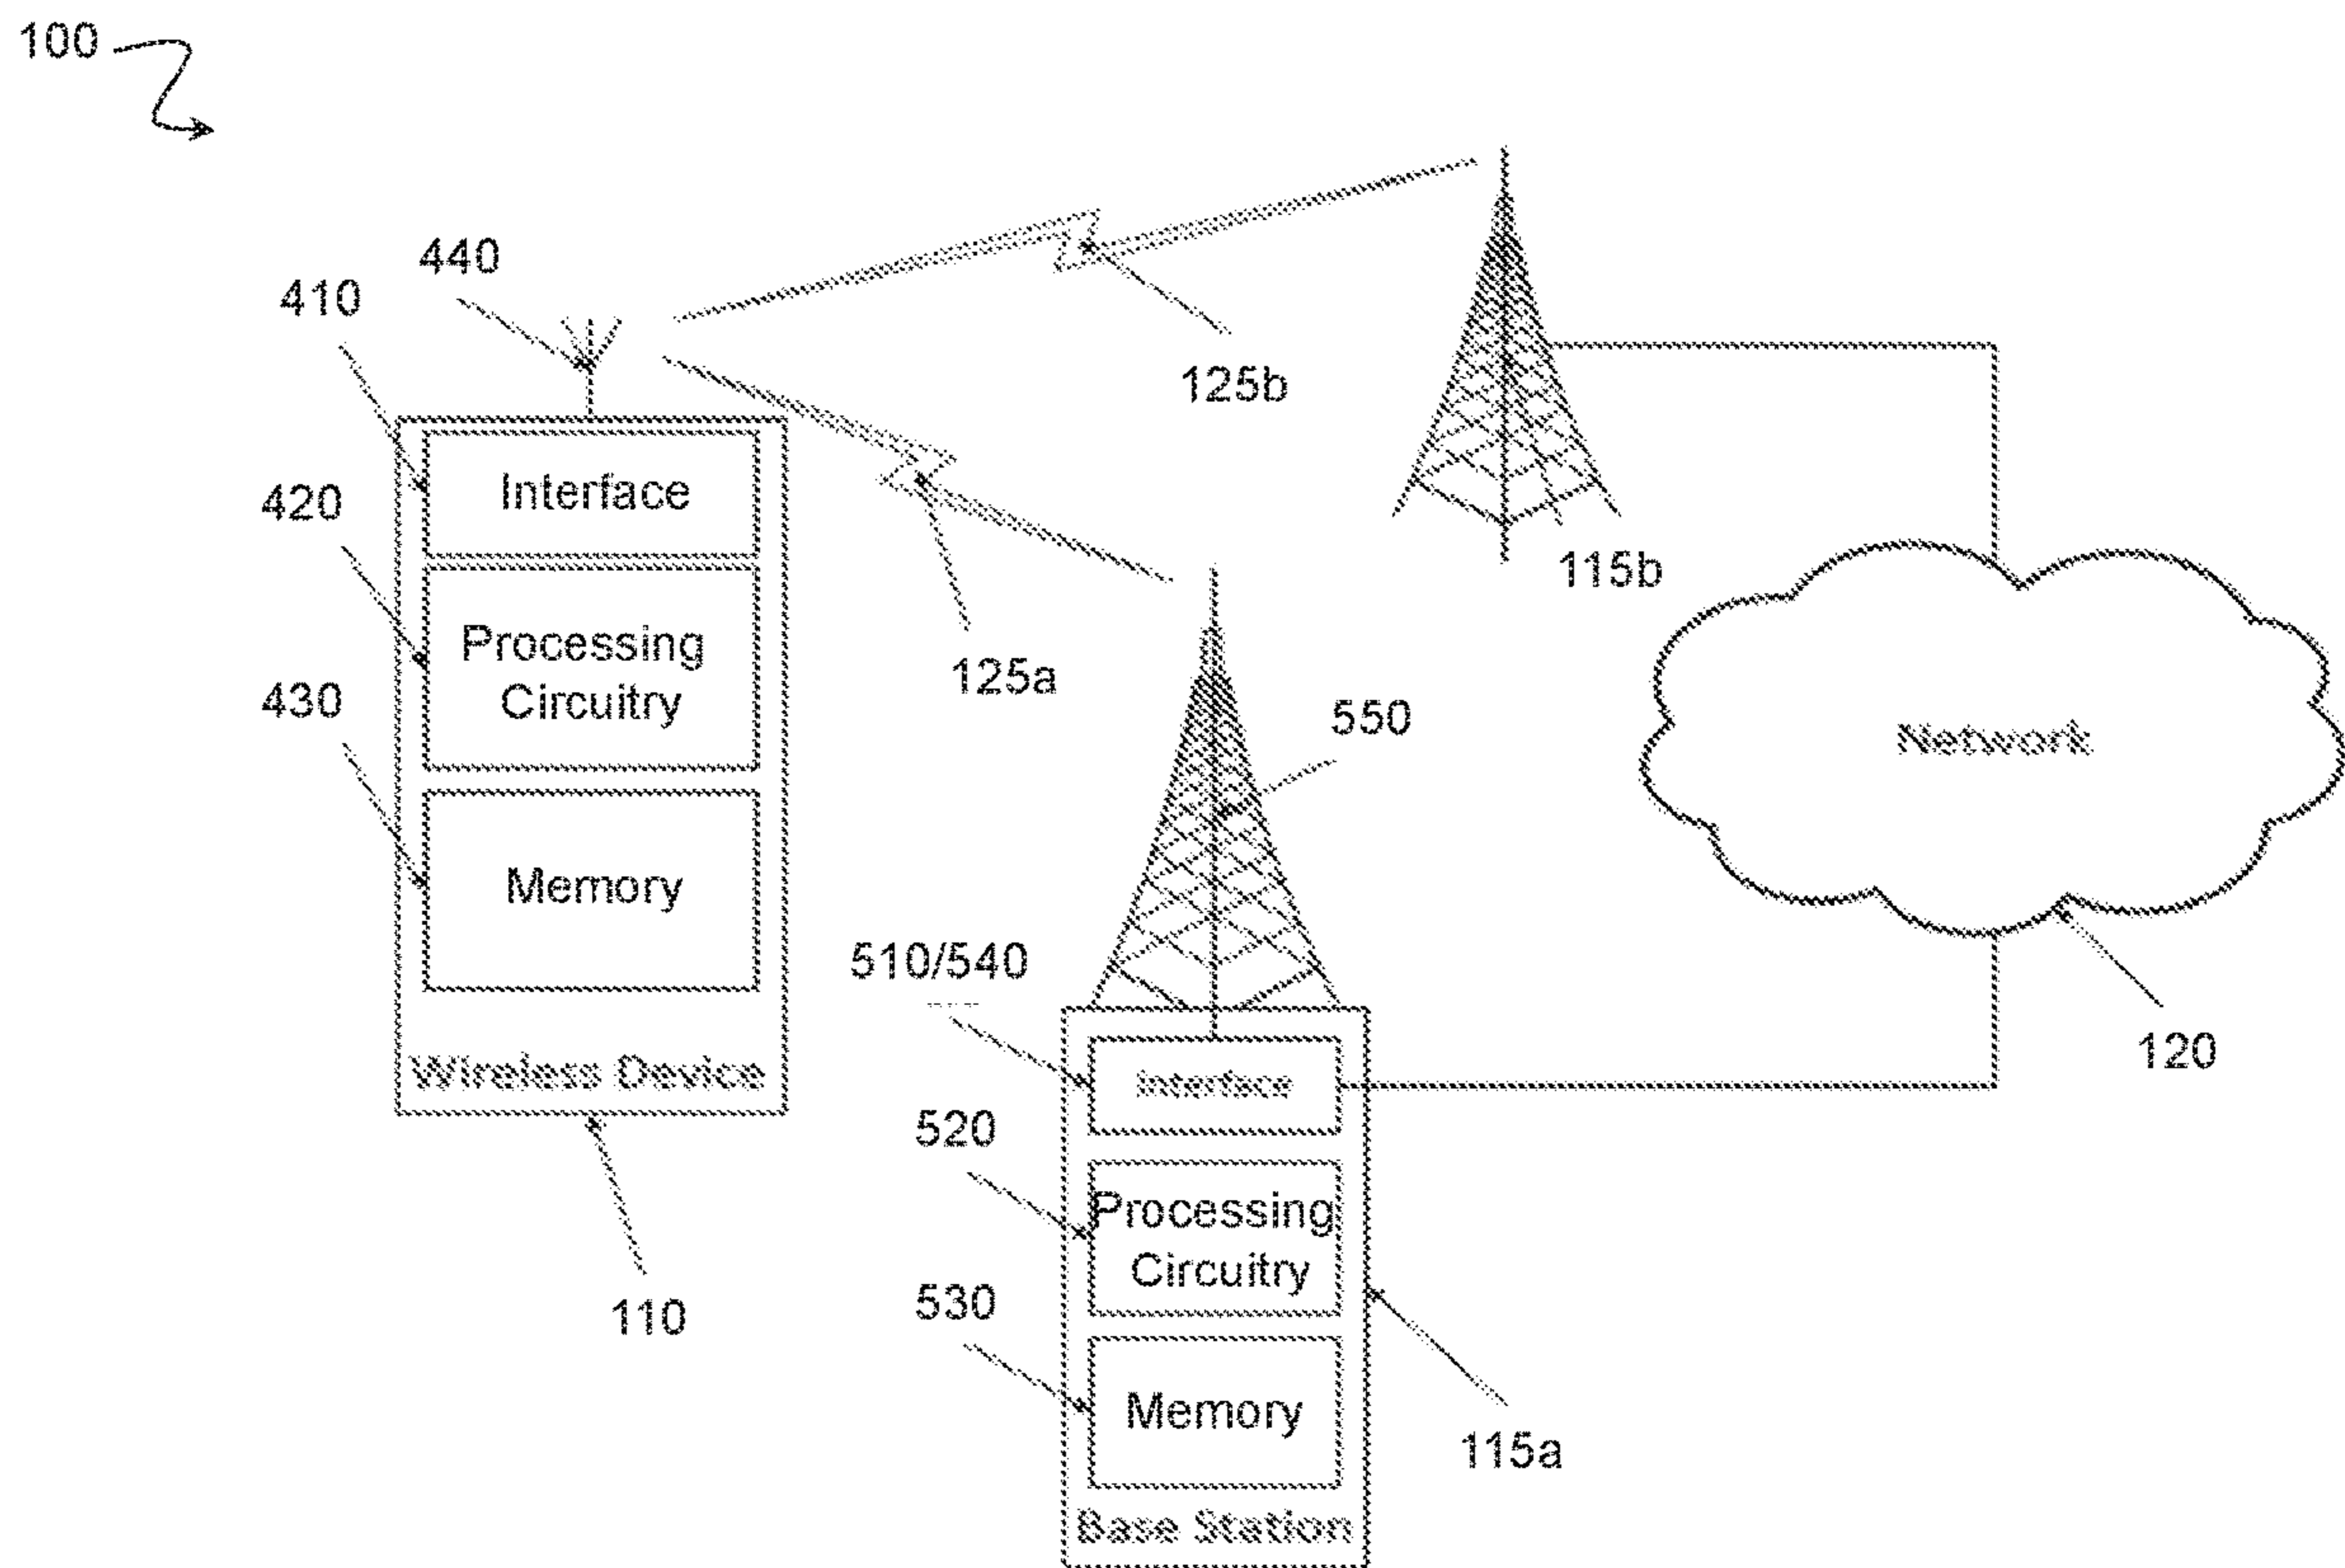 100
440
410
125b
Interface
420
115b
Processing
Circuitry
125a
430
550
Network
Memory
510/540
120
Wireless Device
Interface
520
Processing
Circuitry
530
110
Memory
115a
Base Station